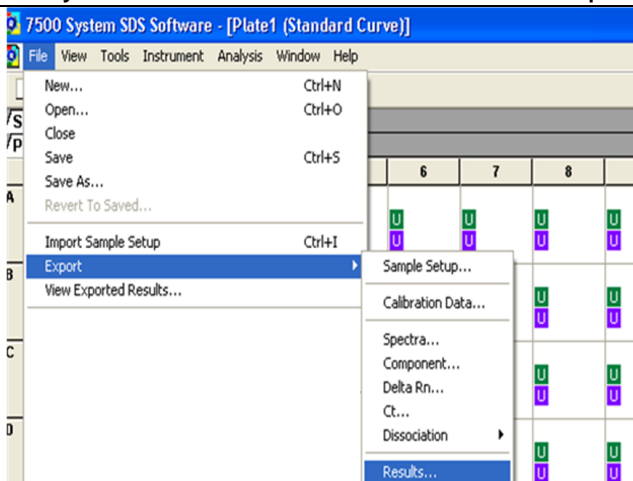 7500 System SDS Software - [Plate1 (Standard Curve)]
File View Tools Instrument Analysis Window Help
New... Ctrl+N
Open... Ctrl+O
Close
Save Ctrl+S
Save As...
Revert To Saved...
Import Sample Setup Ctrl+I
Export
View Exported Results...
Sample Setup...
Calibration Data...
Spectra...
Component...
Delta Rn...
Ct...
Dissociation
Results...
6 7 8
A
U U U U
U U U U
B
U U
U U
C
U U
U U
D
U U
U U